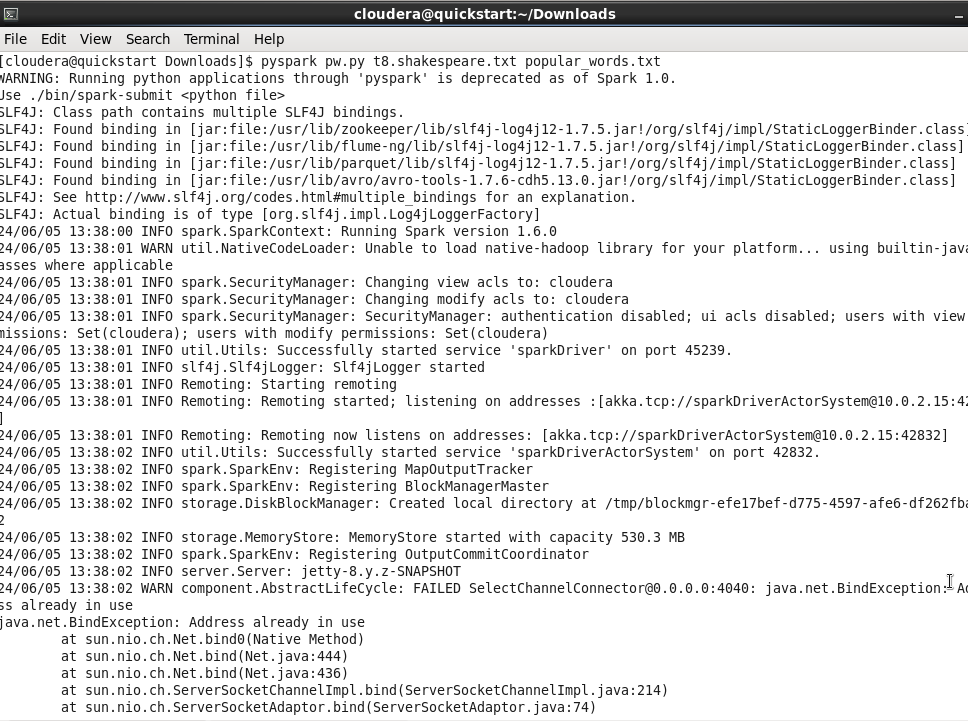 cloudera@quickstart:~/Downloads
File Edit View Search Terminal Help
[cloudera@quickstart Downloads]$ pyspark pw.py t8.shakespeare.txt popular_words.txt
WARNING: Running python applications through 'pyspark' is deprecated as of Spark 1.0.
Use ./bin/spark-submit <python file>
SLF4J: Class path contains multiple SLF4J bindings.
SLF4J: Found binding in [jar:file:/usr/lib/zookeeper/lib/slf4j-log4j12-1.7.5.jar!/org/slf4j/impl/StaticLoggerBinder.class]
SLF4J: Found binding in [jar:file:/usr/lib/flume-ng/lib/slf4j-log4j12-1.7.5.jar!/org/slf4j/impl/StaticLoggerBinder.class]
SLF4J: Found binding in [jar:file:/usr/lib/parquet/lib/slf4j-log4j12-1.7.5.jar!/org/slf4j/impl/StaticLoggerBinder.class]
SLF4J: Found binding in [jar:file:/usr/lib/avro/avro-tools-1.7.6-cdh5.13.0.jar!/org/slf4j/impl/StaticLoggerBinder.class]
SLF4J: See http://www.slf4j.org/codes.html#multiple_bindings for an explanation.
SLF4J: Actual binding is of type [org.slf4j.impl.Log4jLoggerFactory]
24/06/05 13:38:00 INFO spark.SparkContext: Running Spark version 1.6.0
24/06/05 13:38:01 WARN util.NativeCodeLoader: Unable to load native-hadoop library for your platform... using builtin-java
asses where applicable
24/06/05 13:38:01 INFO spark.SecurityManager: Changing view acls to: cloudera
24/06/05 13:38:01 INFO spark.SecurityManager: Changing modify acls to: cloudera
24/06/05 13:38:01 INFO spark.SecurityManager: SecurityManager: authentication disabled; ui acls disabled; users with view
missions: Set(cloudera); users with modify permissions: Set(cloudera)
24/06/05 13:38:01 INFO util.Utils: Successfully started service 'sparkDriver' on port 45239.
24/06/05 13:38:01 INFO slf4j.Slf4jLogger: Slf4jLogger started
24/06/05 13:38:01 INFO Remoting: Starting remoting
24/06/05 13:38:01 INFO Remoting: Remoting started; listening on addresses :[akka.tcp://sparkDriverActorSystem@10.0.2.15:42
]
24/06/05 13:38:01 INFO Remoting: Remoting now listens on addresses: [akka.tcp://sparkDriverActorSystem@10.0.2.15:42832]
24/06/05 13:38:02 INFO util.Utils: Successfully started service 'sparkDriverActorSystem' on port 42832.
24/06/05 13:38:02 INFO spark.SparkEnv: Registering MapOutputTracker
24/06/05 13:38:02 INFO spark.SparkEnv: Registering BlockManagerMaster
24/06/05 13:38:02 INFO storage.DiskBlockManager: Created local directory at /tmp/blockmgr-efe17bef-d775-4597-afe6-df262fba
2
24/06/05 13:38:02 INFO storage.MemoryStore: MemoryStore started with capacity 530.3 MB
24/06/05 13:38:02 INFO spark.SparkEnv: Registering OutputCommitCoordinator
24/06/05 13:38:02 INFO server.Server: jetty-8.y.z-SNAPSHOT
24/06/05 13:38:02 WARN component.AbstractLifeCycle: FAILED SelectChannelConnector@0.0.0.0:4040: java.net.BindException: Ad
ss already in use
java.net.BindException: Address already in use
at sun.nio.ch.Net.bind0(Native Method)
at sun.nio.ch.Net.bind(Net.java:444)
at sun.nio.ch.Net.bind(Net.java:436)
at sun.nio.ch.ServerSocketChannelImpl.bind(ServerSocketChannelImpl.java:214)
at sun.nio.ch.ServerSocketAdaptor.bind(ServerSocketAdaptor.java:74)